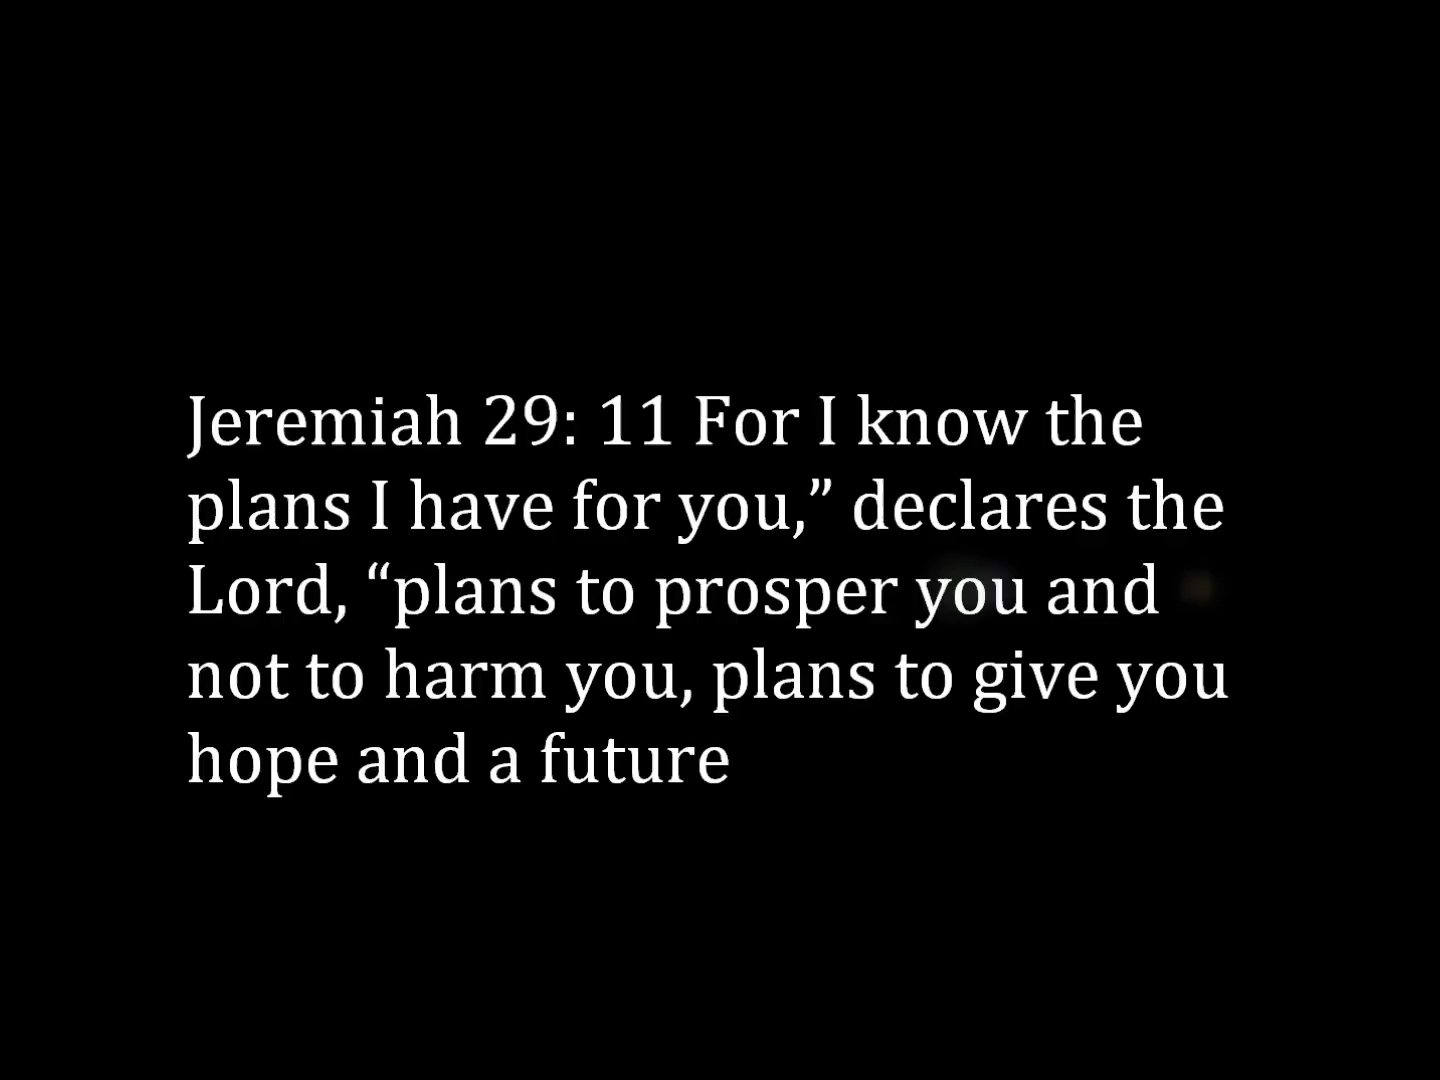 Jeremiah 29: 11 For I know the
plans I have for you,” declares the
Lord, “plans to prosper you and
not to harm you, plans to give you
hope and a future